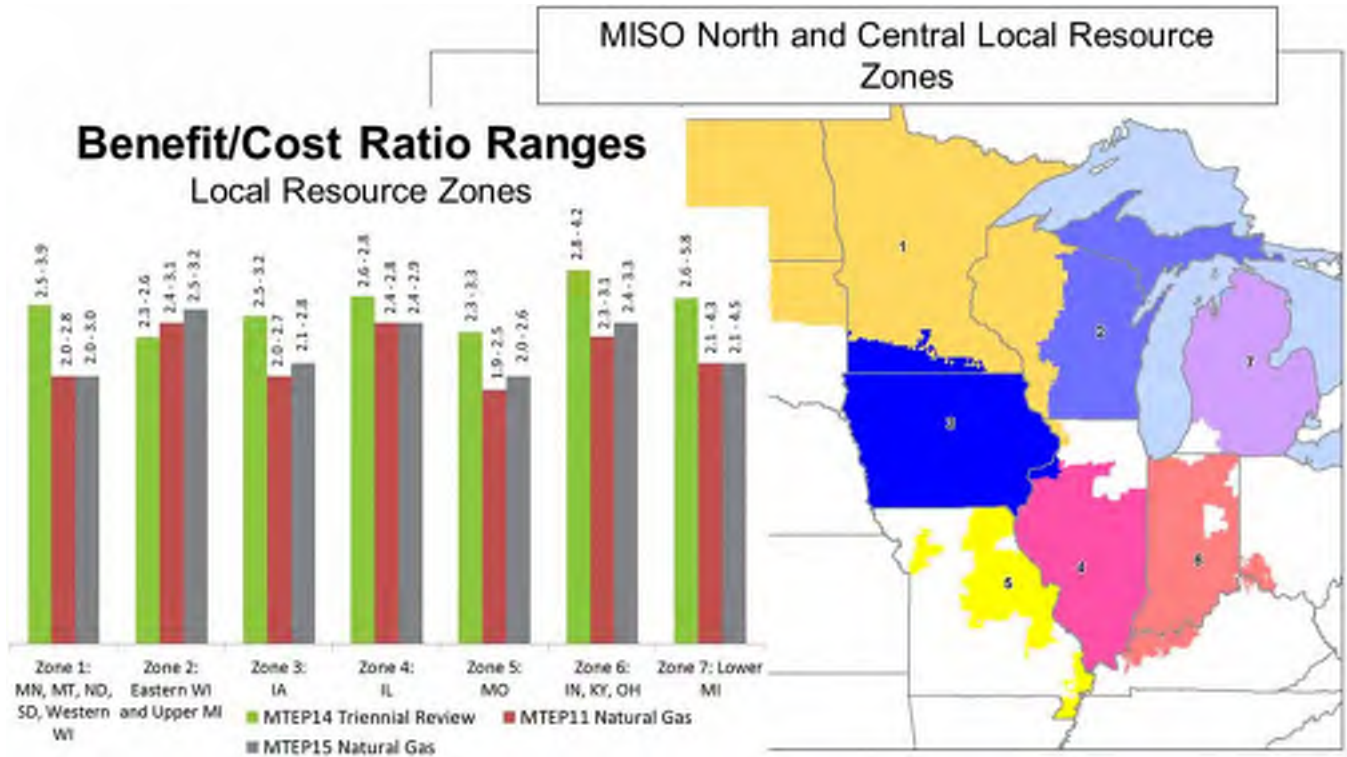 MISO North and Central Local Resource
Zones
Benefit/Cost Ratio Ranges
Local Resource Zones
2.5 - 3.9
2.0 - 2.8
2.0 - 3.0
2.3 - 2.6
2.4 - 3.1
2.5 - 3.2
2.5 - 3.2
2.0 - 2.7
2.1 - 2.8
2.6 - 2.8
2.4 - 2.8
2.4 - 2.9
2.3 - 3.3
1.9 - 2.5
2.0 - 2.6
2.8 - 4.2
2.3 - 3.1
2.4 - 3.3
2.6 - 5.8
2.1 - 4.3
2.1 - 4.5
Zone 1:
MN, MT, ND,
SD, Western
WI
Zone 2:
Eastern WI
and Upper MI
Zone 3:
IA
Zone 4:
IL
Zone 5:
MO
Zone 6:
IN, KY, OH
Zone 7: Lower
MI
MTEP14 Triennial Review
MTEP11 Natural Gas
MTEP15 Natural Gas
1
2
3
4
5
6
7